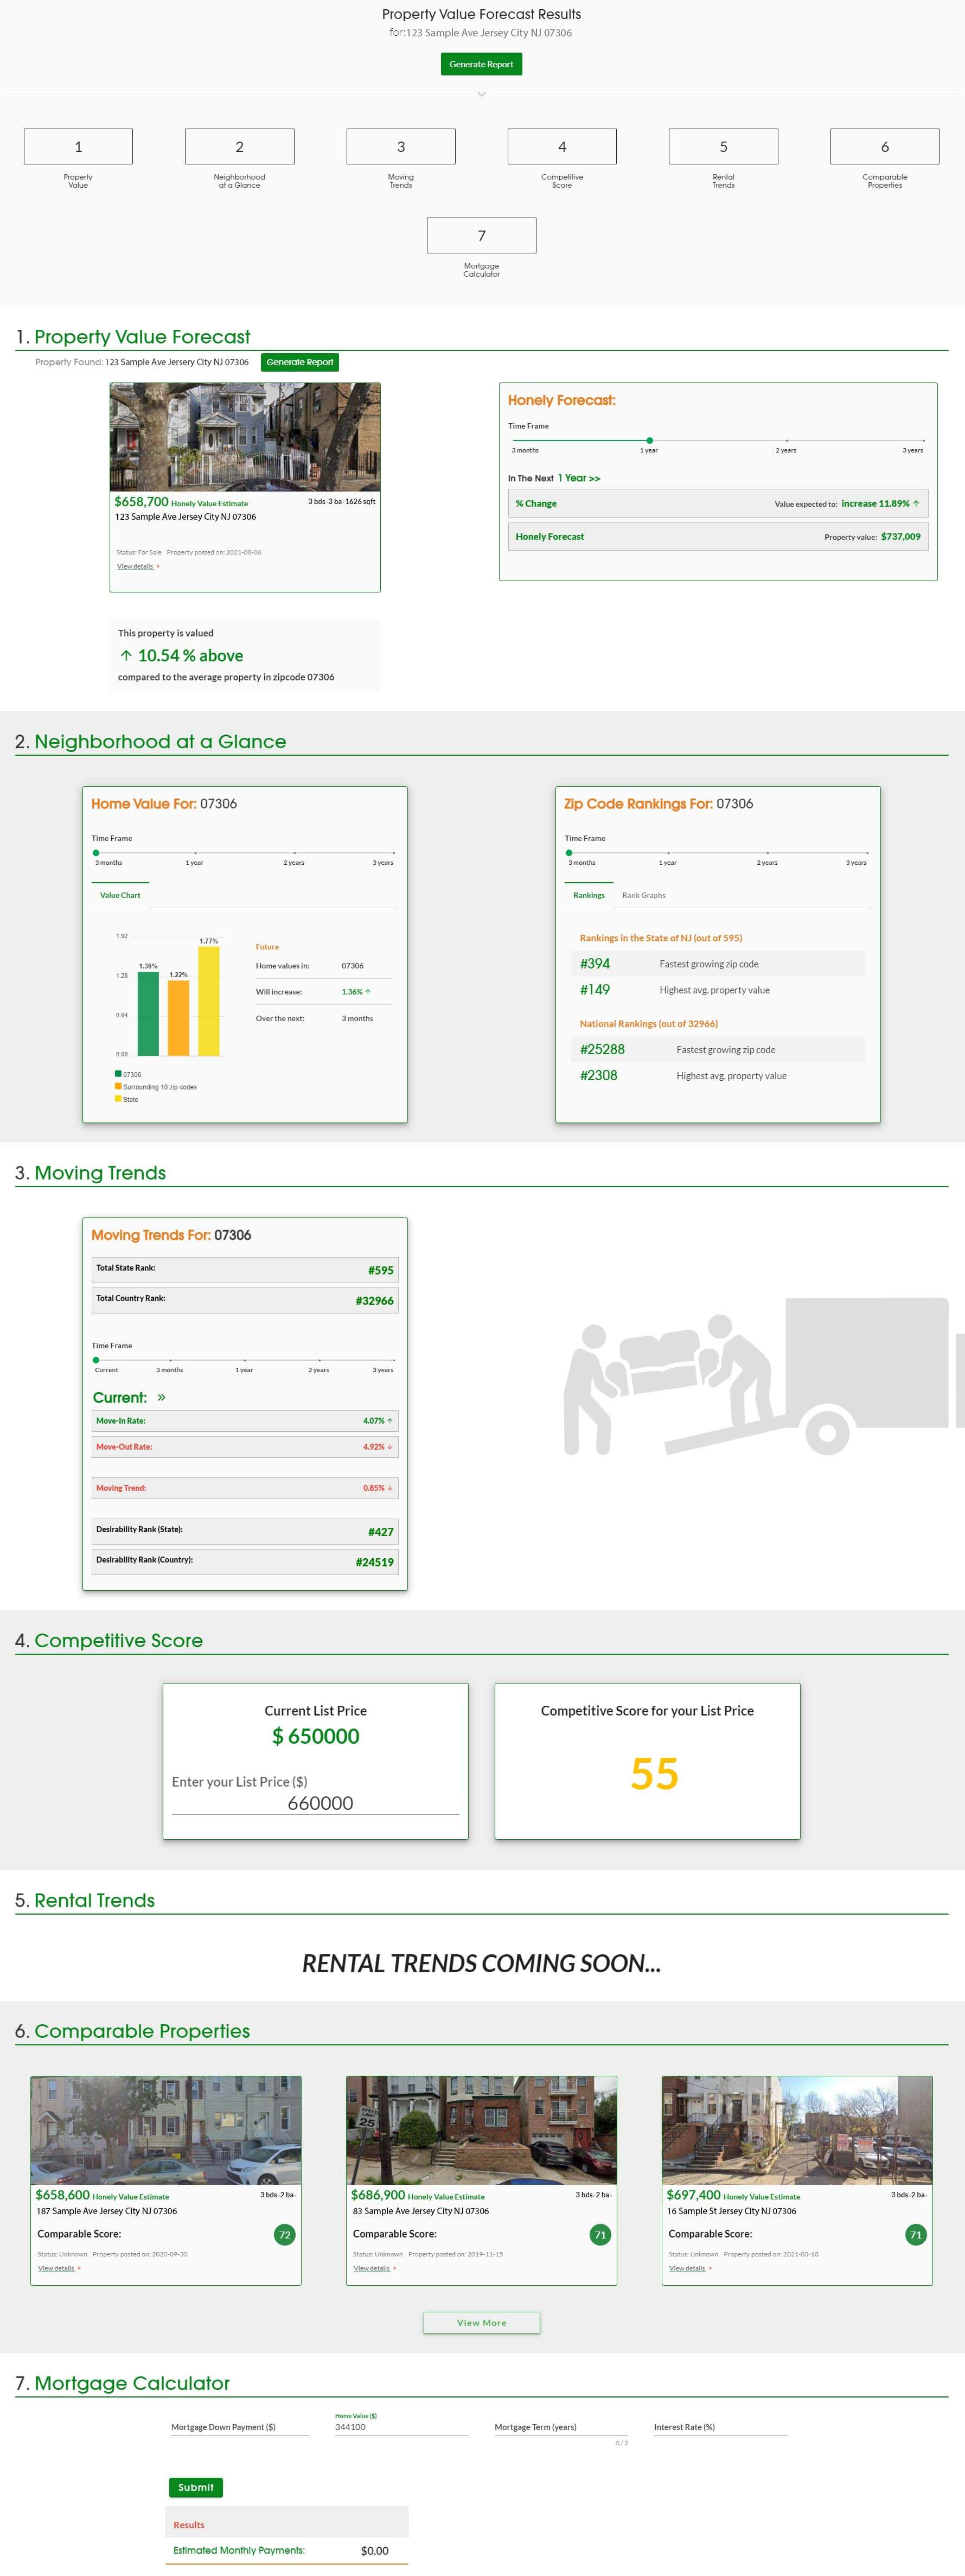 Property Value Forecast Results
for:123 Sample Ave Jersey City NJ 07306
Generate Report
1
Property
Value
2
Neighborhood
at a Glance
3
Moving
Trends
4
Competitive
Score
5
Rental
Trends
6
Comparable
Properties
7
Mortgage
Calculator
1. Property Value Forecast
Property Found: 123 Sample Ave Jersery City NJ 07306 Generate Report
$658,700 Honely Value Estimate 3 bds·3 ba·1626 sqft
123 Sample Ave Jersey City NJ 07306
Status: For Sale Property posted on: 2021-08-06
View details
This property is valued
↑ 10.54 % above
compared to the average property in zipcode 07306
Honely Forecast:
Time Frame
3 months 1 year 2 years 3 years
In The Next 1 Year >>
% Change Value expected to: increase 11.89% ↑
Honely Forecast Property value: $737,009
2. Neighborhood at a Glance
Home Value For: 07306
Time Frame
3 months 1 year 2 years 3 years
Value Chart
1.92
1.28
0.64
0.00
1.36%
1.22%
1.77%
07306
Surrounding 10 zip codes
State
Future
Home values in: 07306
Will increase: 1.36% ↑
Over the next: 3 months
Zip Code Rankings For: 07306
Time Frame
3 months 1 year 2 years 3 years
Rankings Rank Graphs
Rankings in the State of NJ (out of 595)
#394 Fastest growing zip code
#149 Highest avg. property value
National Rankings (out of 32966)
#25288 Fastest growing zip code
#2308 Highest avg. property value
3. Moving Trends
Moving Trends For: 07306
Total State Rank: #595
Total Country Rank: #32966
Time Frame
Current 3 months 1 year 2 years 3 years
Current: »
Move-In Rate: 4.07% ↑
Move-Out Rate: 4.92% ↓
Moving Trend: 0.85% ↓
Desirability Rank (State): #427
Desirability Rank (Country): #24519
4. Competitive Score
Current List Price
$ 650000
Enter your List Price ($)
660000
Competitive Score for your List Price
55
5. Rental Trends
RENTAL TRENDS COMING SOON...
6. Comparable Properties
SPEED
LIMIT
25
$658,600 Honely Value Estimate 3 bds·2 ba·
187 Sample Ave Jersey City NJ 07306
Comparable Score: 72
Status: Unknown Property posted on: 2020-09-30
View details
$686,900 Honely Value Estimate 3 bds·2 ba·
83 Sample Ave Jersey City NJ 07306
Comparable Score: 71
Status: Unknown Property posted on: 2019-11-15
View details
$697,400 Honely Value Estimate 3 bds·2 ba·
16 Sample St Jersey City NJ 07306
Comparable Score: 71
Status: Unknown Property posted on: 2021-03-18
View details
View More
7. Mortgage Calculator
Mortgage Down Payment ($)
Home Value ($)
344100
Mortgage Term (years)
0 / 2
Interest Rate (%)
Submit
Results
Estimated Monthly Payments: $0.00